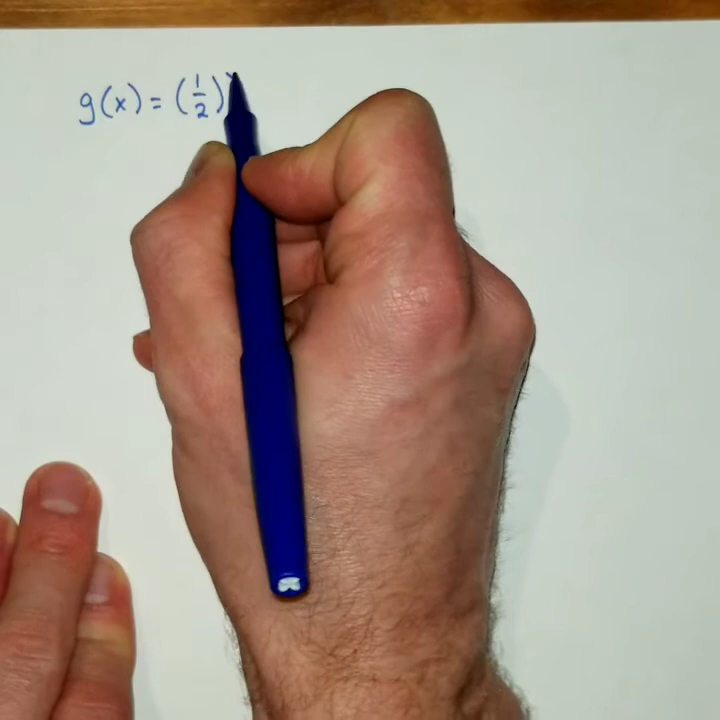 g(x) = (1/2)